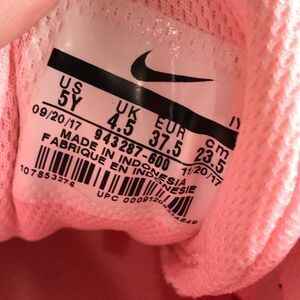 US UK EUR cm
5Y 4.5 37.5 23.5
09/20/17 11/20/17
943287-600
MADE IN INDONESIA
FABRIQUE EN INDONESIE
107853276
UPC